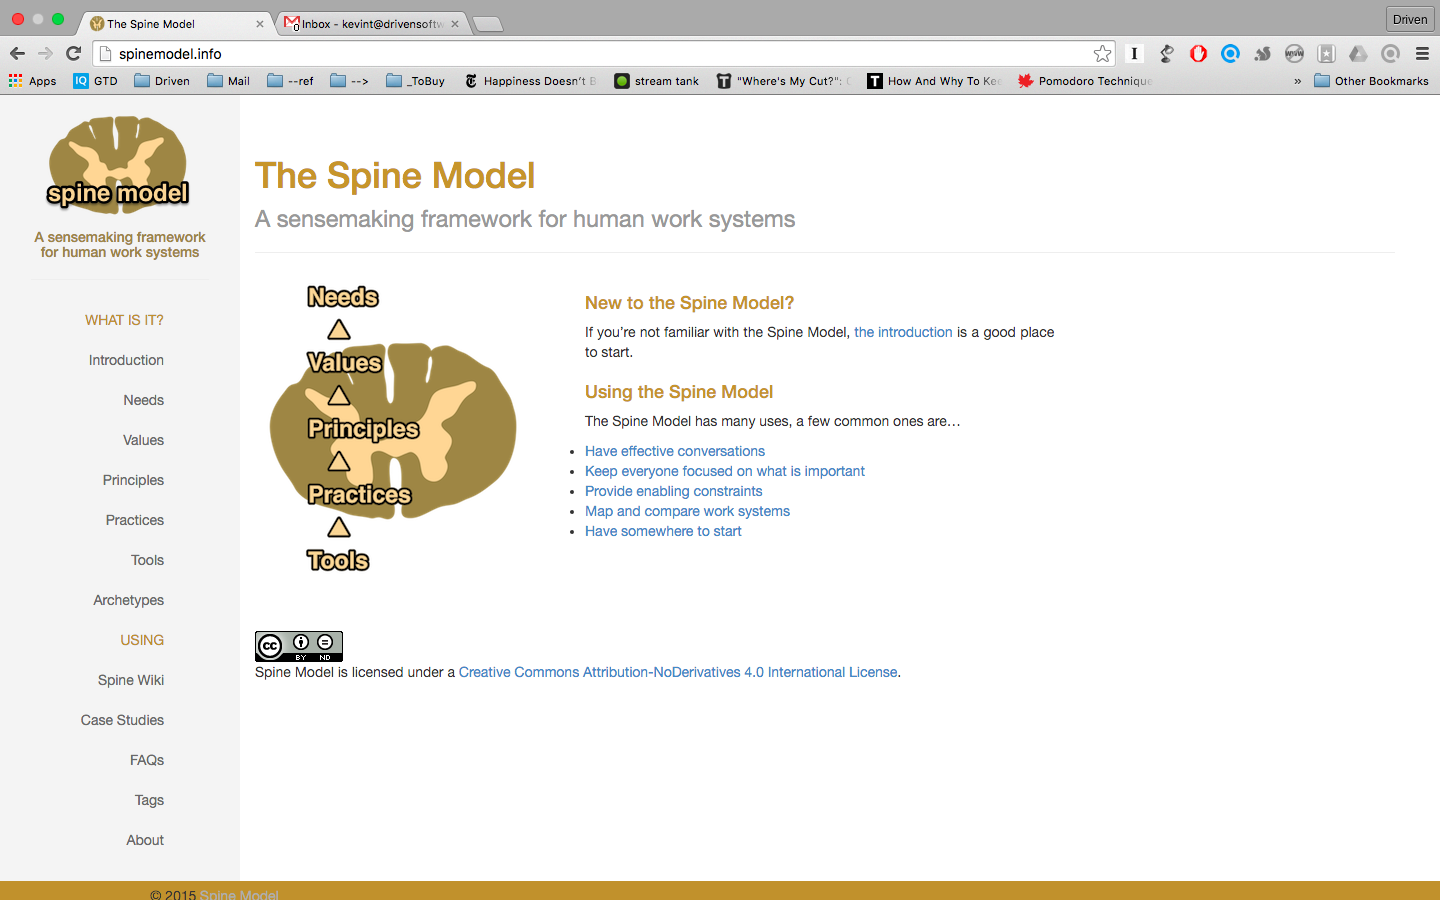 The Spine Model
Inbox - kevint@drivensoftw
Driven
spinemodel.info
Apps
GTD
Driven
Mail
--ref
-->
_ToBuy
Happiness Doesn't B
stream tank
"Where's My Cut?":
How And Why To Kee
Pomodoro Technique
»
Other Bookmarks
spine model
A sensemaking framework
for human work systems
WHAT IS IT?
Introduction
Needs
Values
Principles
Practices
Tools
Archetypes
USING
Spine Wiki
Case Studies
FAQs
Tags
About
The Spine Model
A sensemaking framework for human work systems
Needs
Values
Principles
Practices
Tools
New to the Spine Model?
If you're not familiar with the Spine Model, the introduction is a good place
to start.
Using the Spine Model
The Spine Model has many uses, a few common ones are…
Have effective conversations
Keep everyone focused on what is important
Provide enabling constraints
Map and compare work systems
Have somewhere to start
cc
BY ND
Spine Model is licensed under a Creative Commons Attribution-NoDerivatives 4.0 International License.
© 2015 Spine Model